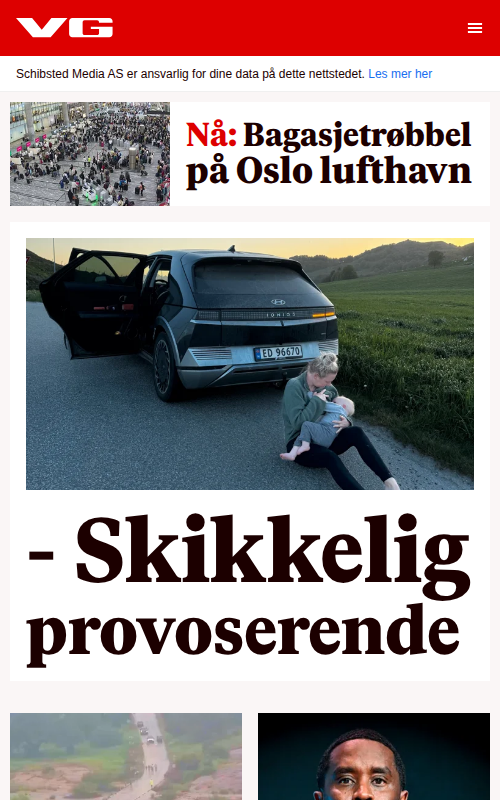 VG
Schibsted Media AS er ansvarlig for dine data på dette nettstedet. Les mer her
Nå: Bagasjetrøbbel
på Oslo lufthavn
IONIQ 5
ED 96670
- Skikkelig
provoserende